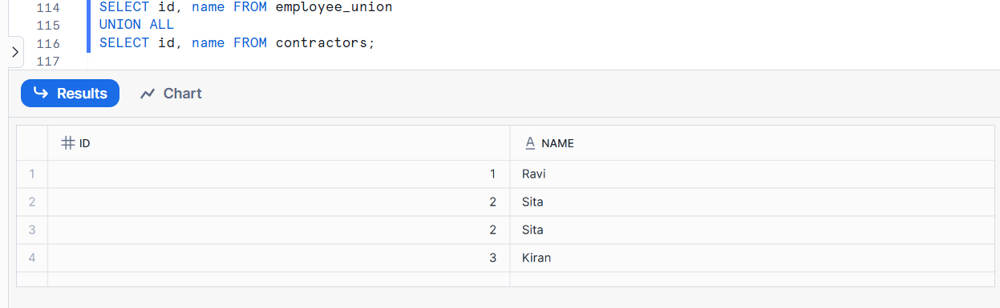 114 SELECT id, name FROM employee_union
115 UNION ALL
116 SELECT id, name FROM contractors;
117
Results Chart
ID NAME
1 1 Ravi
2 2 Sita
3 2 Sita
4 3 Kiran